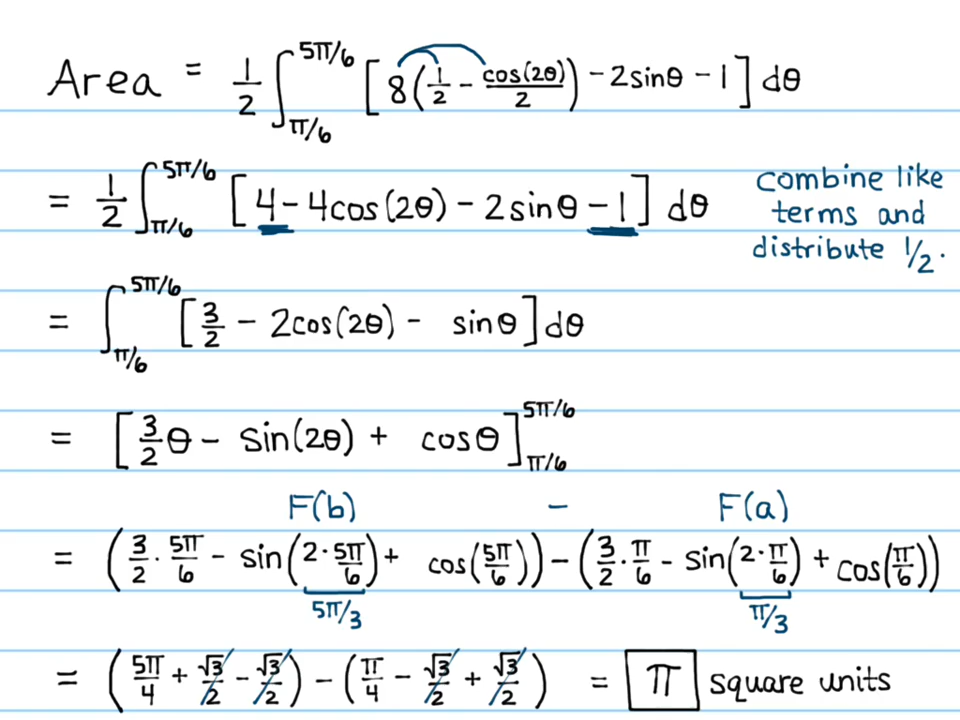 Area = 1/2 ∫_{π/6}^{5π/6} [8(1/2 - cos(2θ)/2) - 2sinθ - 1] dθ
= 1/2 ∫_{π/6}^{5π/6} [4 - 4cos(2θ) - 2sinθ - 1] dθ
combine like
terms and
distribute 1/2.
= ∫_{π/6}^{5π/6} [3/2 - 2cos(2θ) - sinθ] dθ
= [3/2 θ - sin(2θ) + cosθ]_{π/6}^{5π/6}
F(b) - F(a)
= (3/2 · 5π/6 - sin(2·5π/6) + cos(5π/6)) - (3/2 · π/6 - sin(2·π/6) + cos(π/6))
5π/3 π/3
= (5π/4 + √3/2 - √3/2) - (π/4 - √3/2 + √3/2) = π square units